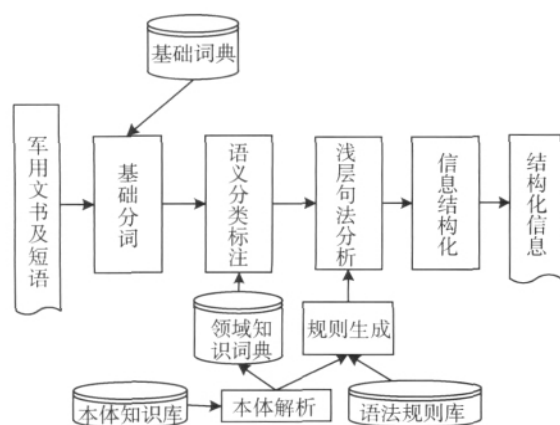 基础词典
军用文书及短语
基础分词
语义分类标注
浅层句法分析
信息结构化
结构化信息
领域知
识词典
规则生成
本体知识库
本体解析
语法规则库